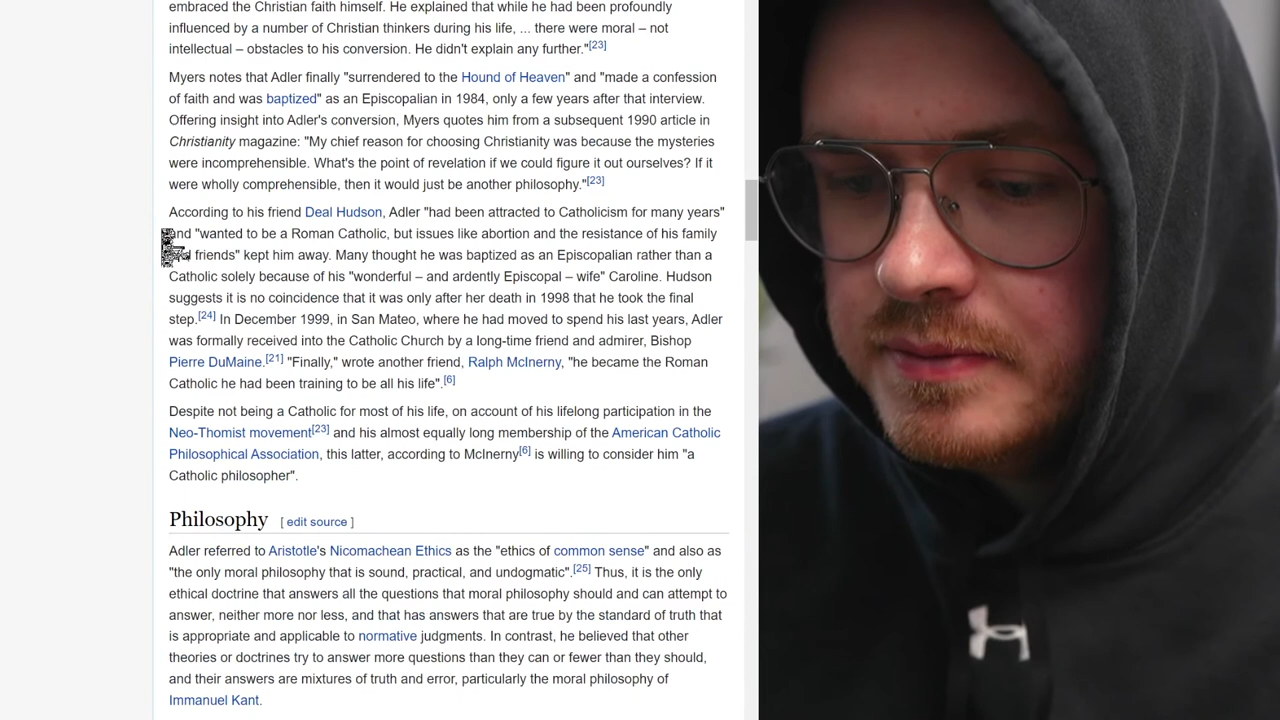 embraced the Christian faith himself. He explained that while he had been profoundly
influenced by a number of Christian thinkers during his life, ... there were moral – not
intellectual – obstacles to his conversion. He didn't explain any further."[23]
Myers notes that Adler finally "surrendered to the Hound of Heaven" and "made a confession
of faith and was baptized" as an Episcopalian in 1984, only a few years after that interview.
Offering insight into Adler's conversion, Myers quotes him from a subsequent 1990 article in
Christianity magazine: "My chief reason for choosing Christianity was because the mysteries
were incomprehensible. What's the point of revelation if we could figure it out ourselves? If it
were wholly comprehensible, then it would just be another philosophy."[23]
According to his friend Deal Hudson, Adler "had been attracted to Catholicism for many years"
and "wanted to be a Roman Catholic, but issues like abortion and the resistance of his family
friends" kept him away. Many thought he was baptized as an Episcopalian rather than a
Catholic solely because of his "wonderful – and ardently Episcopal – wife" Caroline. Hudson
suggests it is no coincidence that it was only after her death in 1998 that he took the final
step.[24] In December 1999, in San Mateo, where he had moved to spend his last years, Adler
was formally received into the Catholic Church by a long-time friend and admirer, Bishop
Pierre DuMaine.[21] "Finally," wrote another friend, Ralph McInerny, "he became the Roman
Catholic he had been training to be all his life".[6]
Despite not being a Catholic for most of his life, on account of his lifelong participation in the
Neo-Thomist movement[23] and his almost equally long membership of the American Catholic
Philosophical Association, this latter, according to McInerny[6] is willing to consider him "a
Catholic philosopher".
Philosophy [ edit source ]
Adler referred to Aristotle's Nicomachean Ethics as the "ethics of common sense" and also as
"the only moral philosophy that is sound, practical, and undogmatic".[25] Thus, it is the only
ethical doctrine that answers all the questions that moral philosophy should and can attempt to
answer, neither more nor less, and that has answers that are true by the standard of truth that
is appropriate and applicable to normative judgments. In contrast, he believed that other
theories or doctrines try to answer more questions than they can or fewer than they should,
and their answers are mixtures of truth and error, particularly the moral philosophy of
Immanuel Kant.